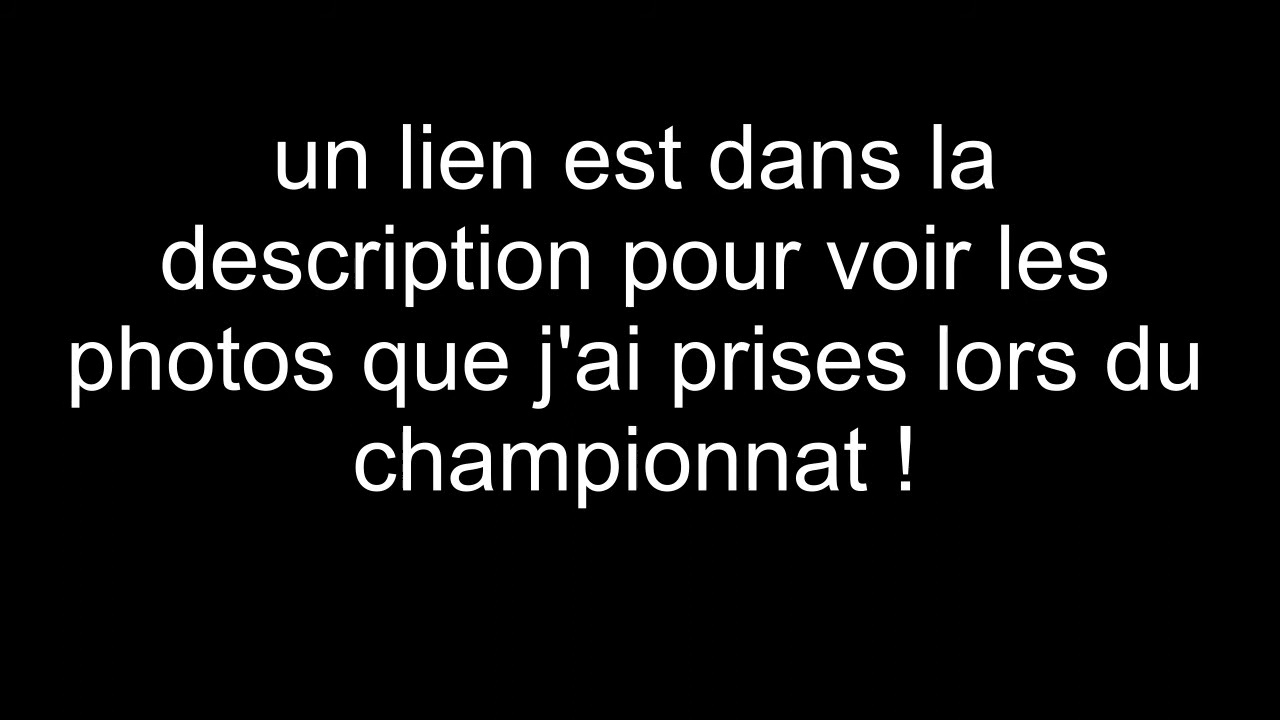 un lien est dans la
description pour voir les
photos que j'ai prises lors du
championnat !